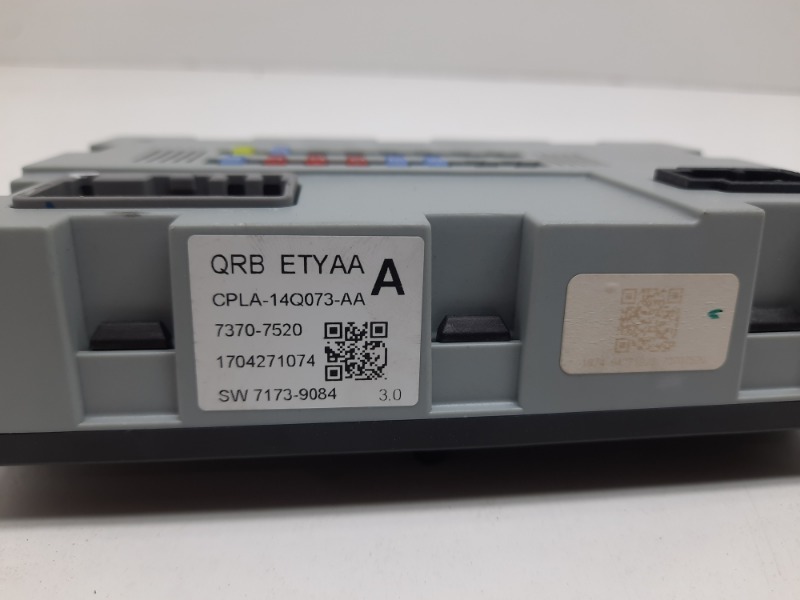 QRB ETYAA
A
CPLA-14Q073-AA
7370-7520
1704271074
SW 7173-9084 3.0